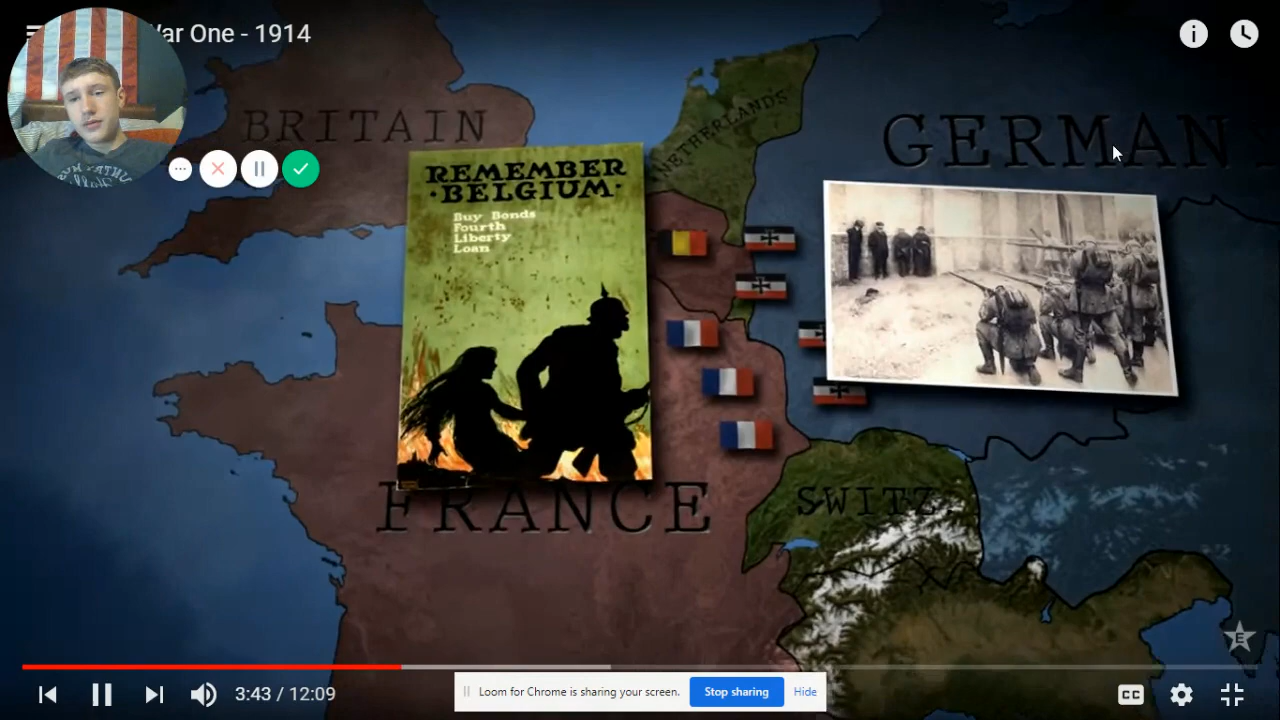 War One - 1914
BRITAIN
NETHERLANDS
GERMAN
REMEMBER
·BELGIUM·
Buy Bonds
Fourth
Liberty
Loan
FRANCE
SWITZ
E
3:43 / 12:09
Loom for Chrome is sharing your screen.
Stop sharing
Hide
CC